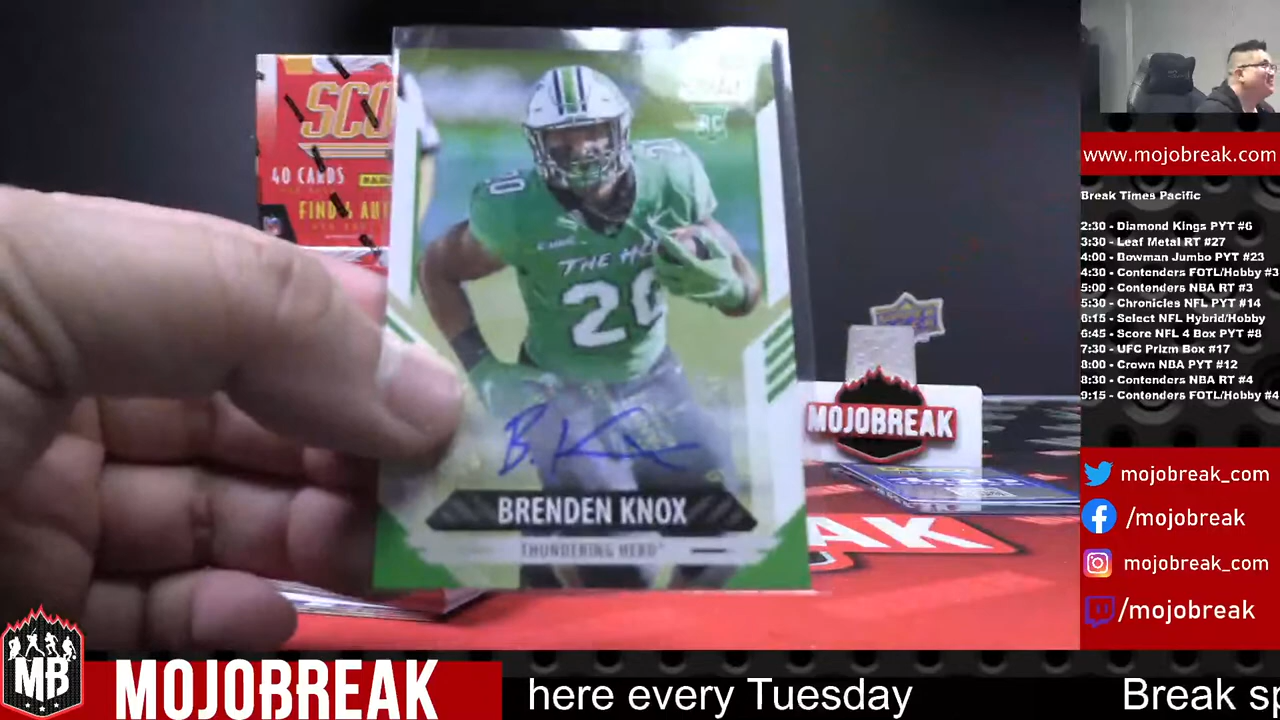 SCO
40 CARDS
RC
20
THE HE
20
B. Knox
BRENDEN KNOX
THUNDERING HERD
MOJOBREAK
AK
www.mojobreak.com
Break Times Pacific
2:30 - Diamond Kings PYT #6
3:30 - Leaf Metal RT #27
4:00 - Bowman Jumbo PYT #23
4:30 - Contenders FOTL/Hobby #3
5:00 - Contenders NBA RT #3
5:30 - Chronicles NFL PYT #14
6:15 - Select NFL Hybrid/Hobby
6:45 - Score NFL 4 Box PYT #8
7:30 - UFC Prizm Box #17
8:00 - Crown NBA PYT #12
8:30 - Contenders NBA RT #4
9:15 - Contenders FOTL/Hobby #4
mojobreak_com
/mojobreak
mojobreak_com
/mojobreak
MB
MOJOBREAK
here every Tuesday
Break sp